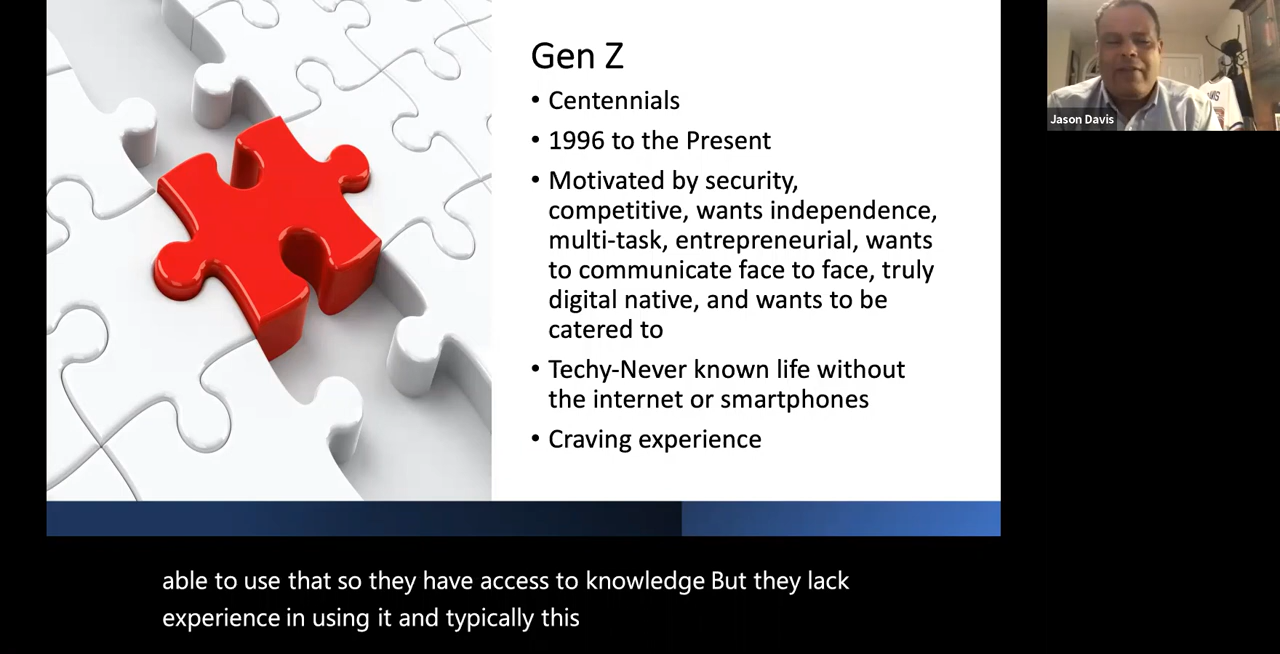 Gen Z
• Centennials
• 1996 to the Present
• Motivated by security,
competitive, wants independence,
multi-task, entrepreneurial, wants
to communicate face to face, truly
digital native, and wants to be
catered to
• Techy-Never known life without
the internet or smartphones
• Craving experience
Jason Davis
able to use that so they have access to knowledge But they lack
experience in using it and typically this